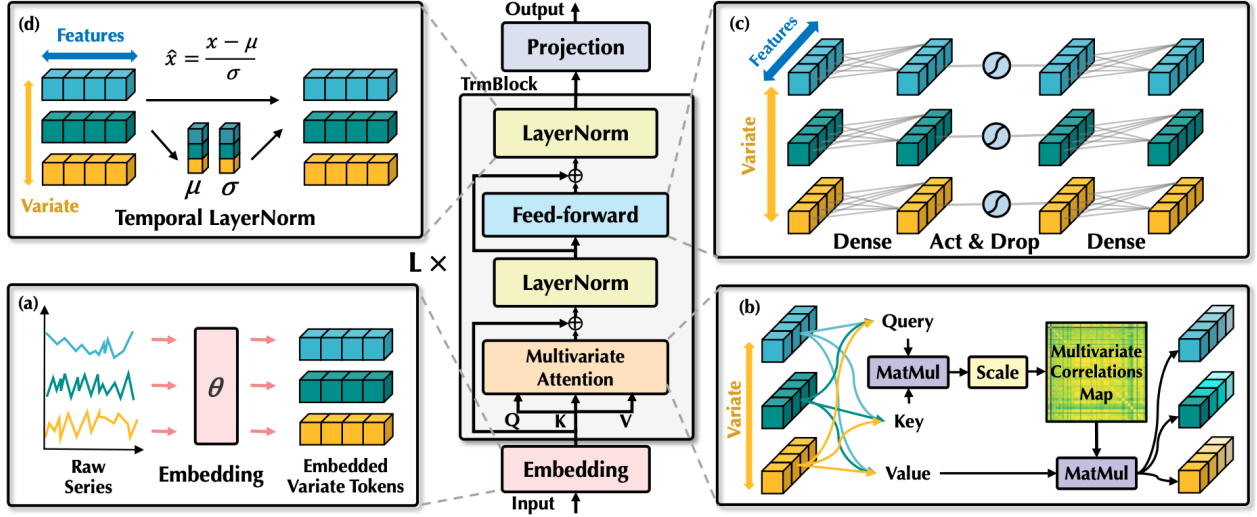 (d)
Features
x̂ = (x − μ) / σ
μ
σ
Variate
Temporal LayerNorm
(a)
Raw
Series
θ
Embedding
Embedded
Variate Tokens
Output
Projection
TrmBlock
LayerNorm
Feed-forward
L ×
LayerNorm
Multivariate
Attention
Q K V
Embedding
Input
(c)
Features
Variate
Dense Act & Drop Dense
(b)
Variate
Query
MatMul
Scale
Multivariate
Correlations
Map
Key
Value
MatMul